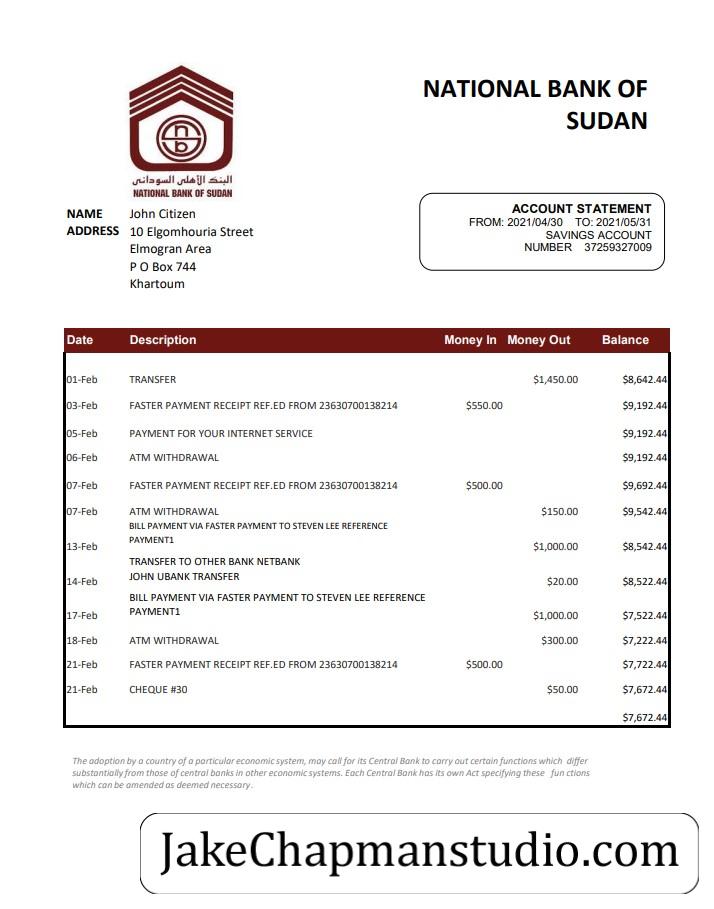 NATIONAL BANK OF
SUDAN
nb
البنك الأهلي السوداني
NATIONAL BANK OF SUDAN
NAME John Citizen
ADDRESS 10 Elgomhouria Street
Elmogran Area
P O Box 744
Khartoum
ACCOUNT STATEMENT
FROM: 2021/04/30 TO: 2021/05/31
SAVINGS ACCOUNT
NUMBER 37259327009
Date Description Money In Money Out Balance
01-Feb TRANSFER $1,450.00 $8,642.44
03-Feb FASTER PAYMENT RECEIPT REF.ED FROM 23630700138214 $550.00 $9,192.44
05-Feb PAYMENT FOR YOUR INTERNET SERVICE $9,192.44
06-Feb ATM WITHDRAWAL $9,192.44
07-Feb FASTER PAYMENT RECEIPT REF.ED FROM 23630700138214 $500.00 $9,692.44
07-Feb ATM WITHDRAWAL $150.00 $9,542.44
BILL PAYMENT VIA FASTER PAYMENT TO STEVEN LEE REFERENCE
PAYMENT1
13-Feb $1,000.00 $8,542.44
TRANSFER TO OTHER BANK NETBANK
JOHN UBANK TRANSFER
14-Feb $20.00 $8,522.44
BILL PAYMENT VIA FASTER PAYMENT TO STEVEN LEE REFERENCE
PAYMENT1
17-Feb $1,000.00 $7,522.44
18-Feb ATM WITHDRAWAL $300.00 $7,222.44
21-Feb FASTER PAYMENT RECEIPT REF.ED FROM 23630700138214 $500.00 $7,722.44
21-Feb CHEQUE #30 $50.00 $7,672.44
$7,672.44
The adoption by a country of a particular economic system, may call for its Central Bank to carry out certain functions which differ
substantially from those of central banks in other economic systems. Each Central Bank has its own Act specifying these fun ctions
which can be amended as deemed necessary.
JakeChapmanstudio.com